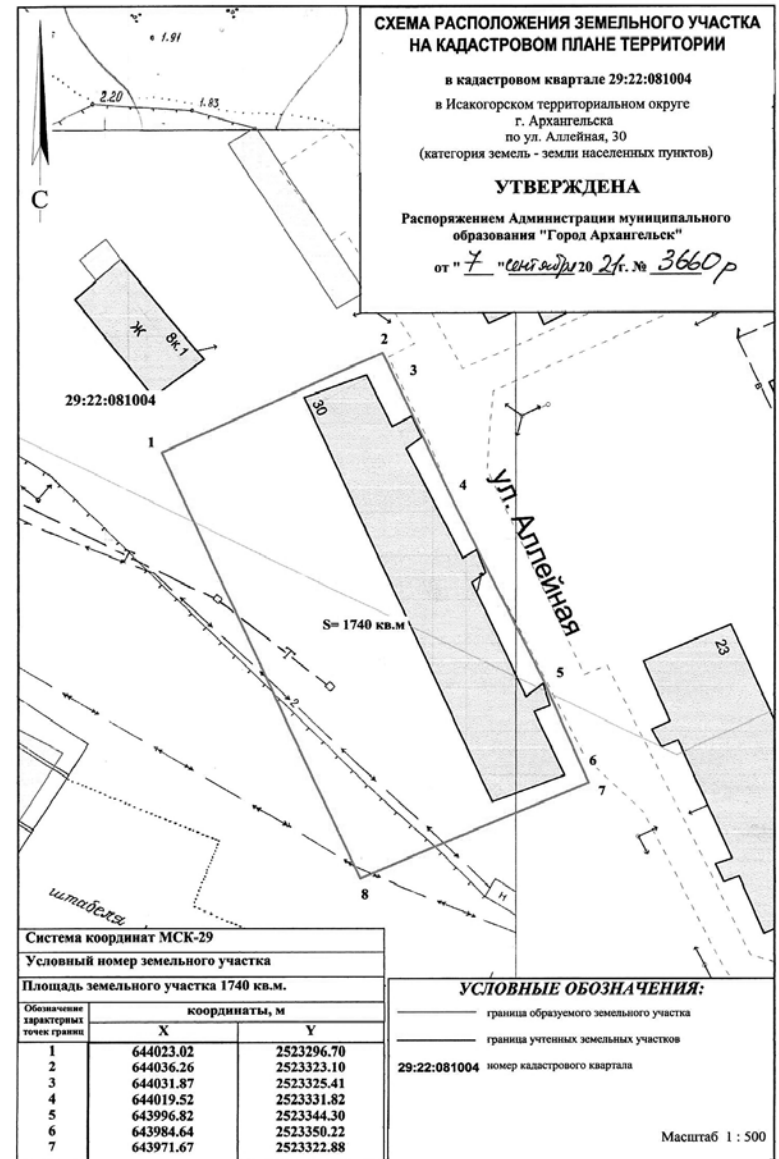 СХЕМА РАСПОЛОЖЕНИЯ ЗЕМЕЛЬНОГО УЧАСТКА
НА КАДАСТРОВОМ ПЛАНЕ ТЕРРИТОРИИ
в кадастровом квартале 29:22:081004
в Исакогорском территориальном округе
г. Архангельска
по ул. Аллейная, 30
(категория земель - земли населенных пунктов)
УТВЕРЖДЕНА
Распоряжением Администрации муниципального
образования "Город Архангельск"
от " 7 " сентября 20 21г. № 3660р
1.91
2.20
1.83
С
Ж
8к.1
29:22:081004
2
3
30
1
4
ул. Аллейная
S= 1740 кв.м
23
5
2
6
7
8
н
штабеля
Система координат МСК-29
Условный номер земельного участка
Площадь земельного участка 1740 кв.м.
Обозначение характерных точек границ
координаты, м
X Y
1 644023.02 2523296.70
2 644036.26 2523323.10
3 644031.87 2523325.41
4 644019.52 2523331.82
5 643996.82 2523344.30
6 643984.64 2523350.22
7 643971.67 2523322.88
УСЛОВНЫЕ ОБОЗНАЧЕНИЯ:
граница образуемого земельного участка
граница учтенных земельных участков
29:22:081004 номер кадастрового квартала
Масштаб 1 : 500